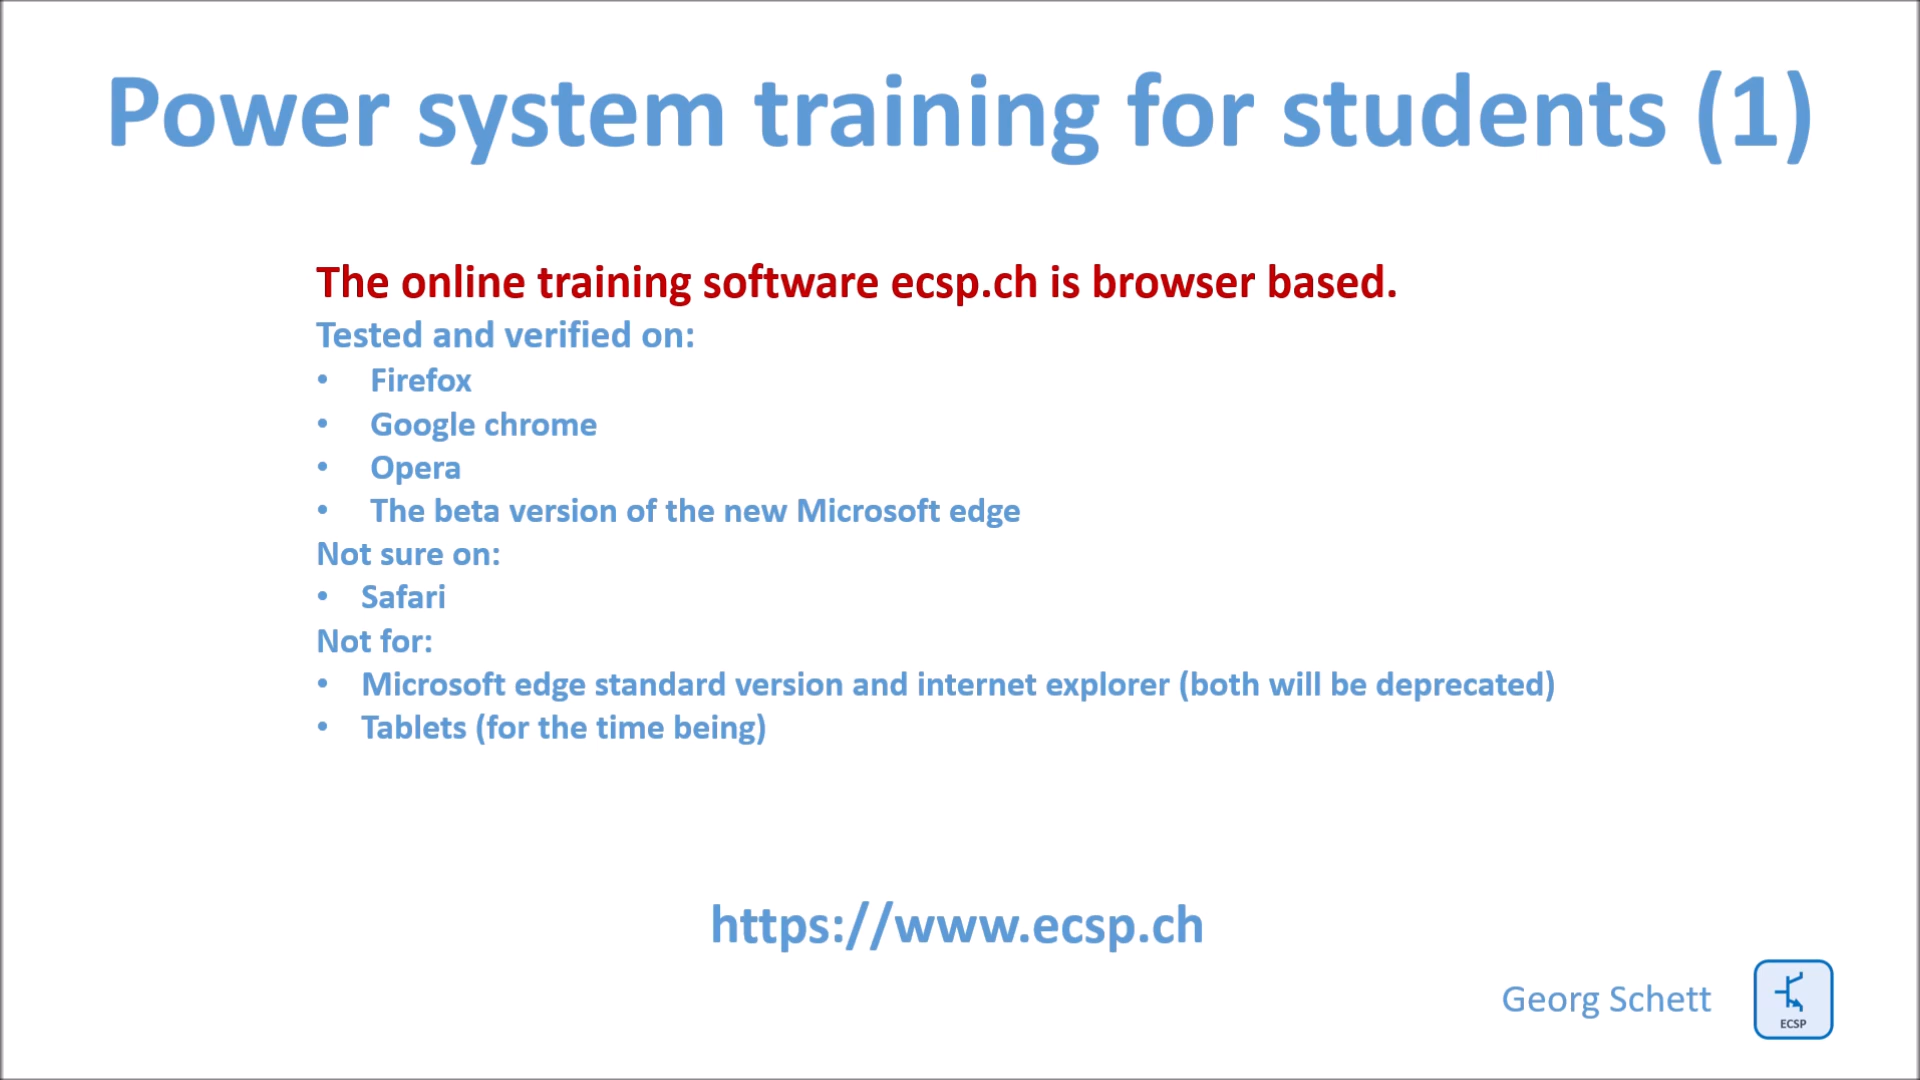 Power system training for students (1)
The online training software ecsp.ch is browser based.
Tested and verified on:
• Firefox
• Google chrome
• Opera
• The beta version of the new Microsoft edge
Not sure on:
• Safari
Not for:
• Microsoft edge standard version and internet explorer (both will be deprecated)
• Tablets (for the time being)
https://www.ecsp.ch
Georg Schett
ECSP